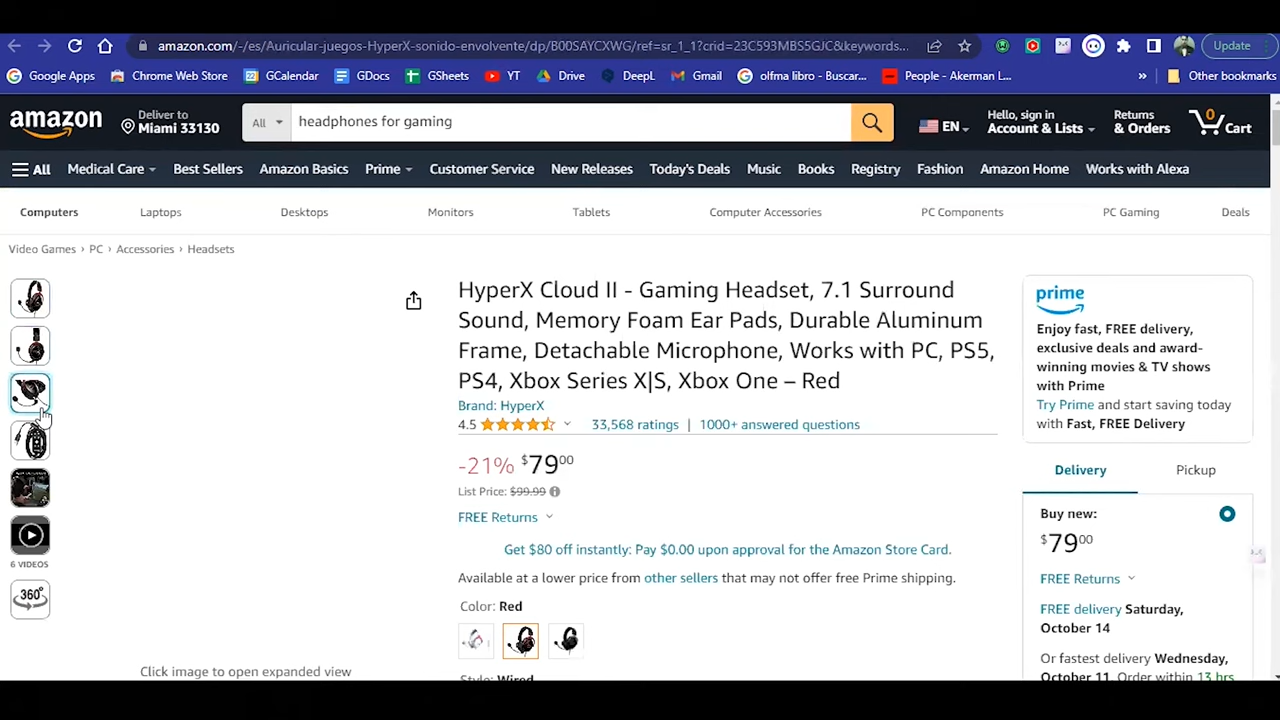 amazon.com/-/es/Auricular-juegos-HyperX-sonido-envolvente/dp/B00SAYCXWG/ref=sr_1_1?crid=23C593MBS5GJC&keywords...
Update
Google Apps
Chrome Web Store
GCalendar
GDocs
GSheets
YT
Drive
DeepL
Gmail
olfma libro - Buscar...
People - Akerman L...
»
Other bookmarks
amazon
Deliver to
Miami 33130
All
headphones for gaming
EN
Hello, sign in
Account & Lists
Returns
& Orders
0
Cart
All
Medical Care
Best Sellers
Amazon Basics
Prime
Customer Service
New Releases
Today's Deals
Music
Books
Registry
Fashion
Amazon Home
Works with Alexa
Computers
Laptops
Desktops
Monitors
Tablets
Computer Accessories
PC Components
PC Gaming
Deals
Video Games › PC › Accessories › Headsets
6 VIDEOS
360°
Click image to open expanded view
HyperX Cloud II - Gaming Headset, 7.1 Surround
Sound, Memory Foam Ear Pads, Durable Aluminum
Frame, Detachable Microphone, Works with PC, PS5,
PS4, Xbox Series X|S, Xbox One – Red
Brand: HyperX
4.5
33,568 ratings | 1000+ answered questions
-21% $7900
List Price: $99.99
FREE Returns
Get $80 off instantly: Pay $0.00 upon approval for the Amazon Store Card.
Available at a lower price from other sellers that may not offer free Prime shipping.
Color: Red
Style: Wired
prime
Enjoy fast, FREE delivery,
exclusive deals and award-
winning movies & TV shows
with Prime
Try Prime and start saving today
with Fast, FREE Delivery
Delivery
Pickup
Buy new:
$7900
FREE Returns
FREE delivery Saturday,
October 14
Or fastest delivery Wednesday,
October 11. Order within 13 hrs